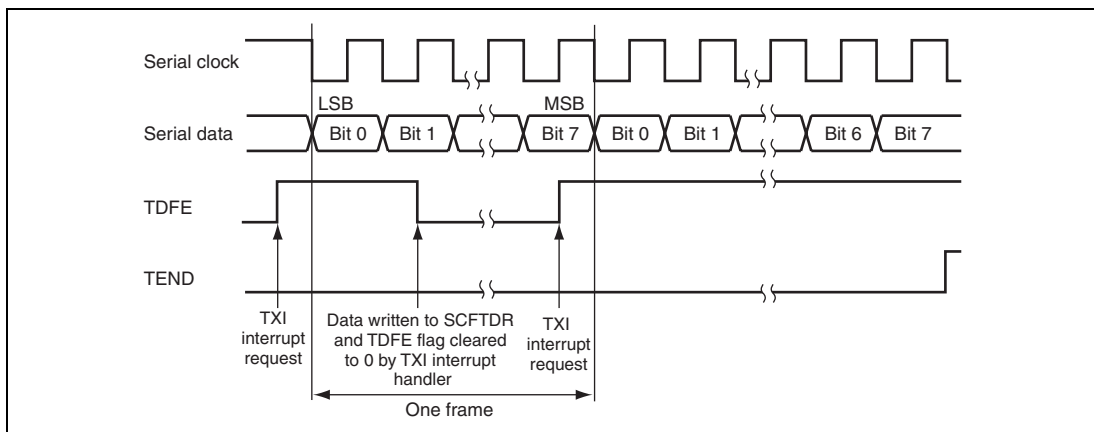 Serial clock
LSB
MSB
Serial data
Bit 0
Bit 1
Bit 7
Bit 0
Bit 1
Bit 6
Bit 7
TDFE
TEND
TXI
interrupt
request
Data written to SCFTDR
and TDFE flag cleared
to 0 by TXI interrupt
handler
TXI
interrupt
request
One frame